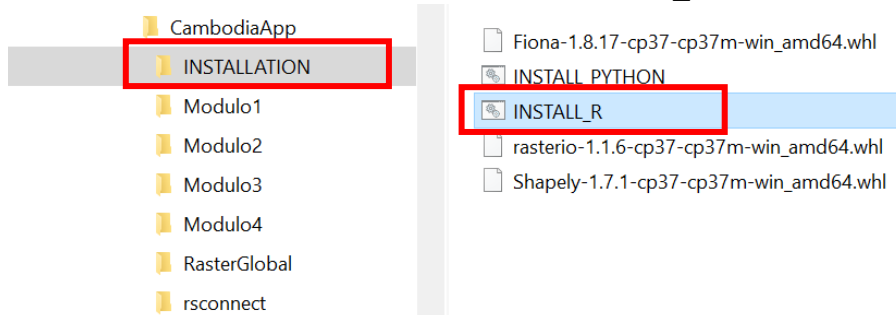 CambodiaApp
INSTALLATION
Modulo1
Modulo2
Modulo3
Modulo4
RasterGlobal
rsconnect
Fiona-1.8.17-cp37-cp37m-win_amd64.whl
INSTALL_PYTHON
INSTALL_R
rasterio-1.1.6-cp37-cp37m-win_amd64.whl
Shapely-1.7.1-cp37-cp37m-win_amd64.whl